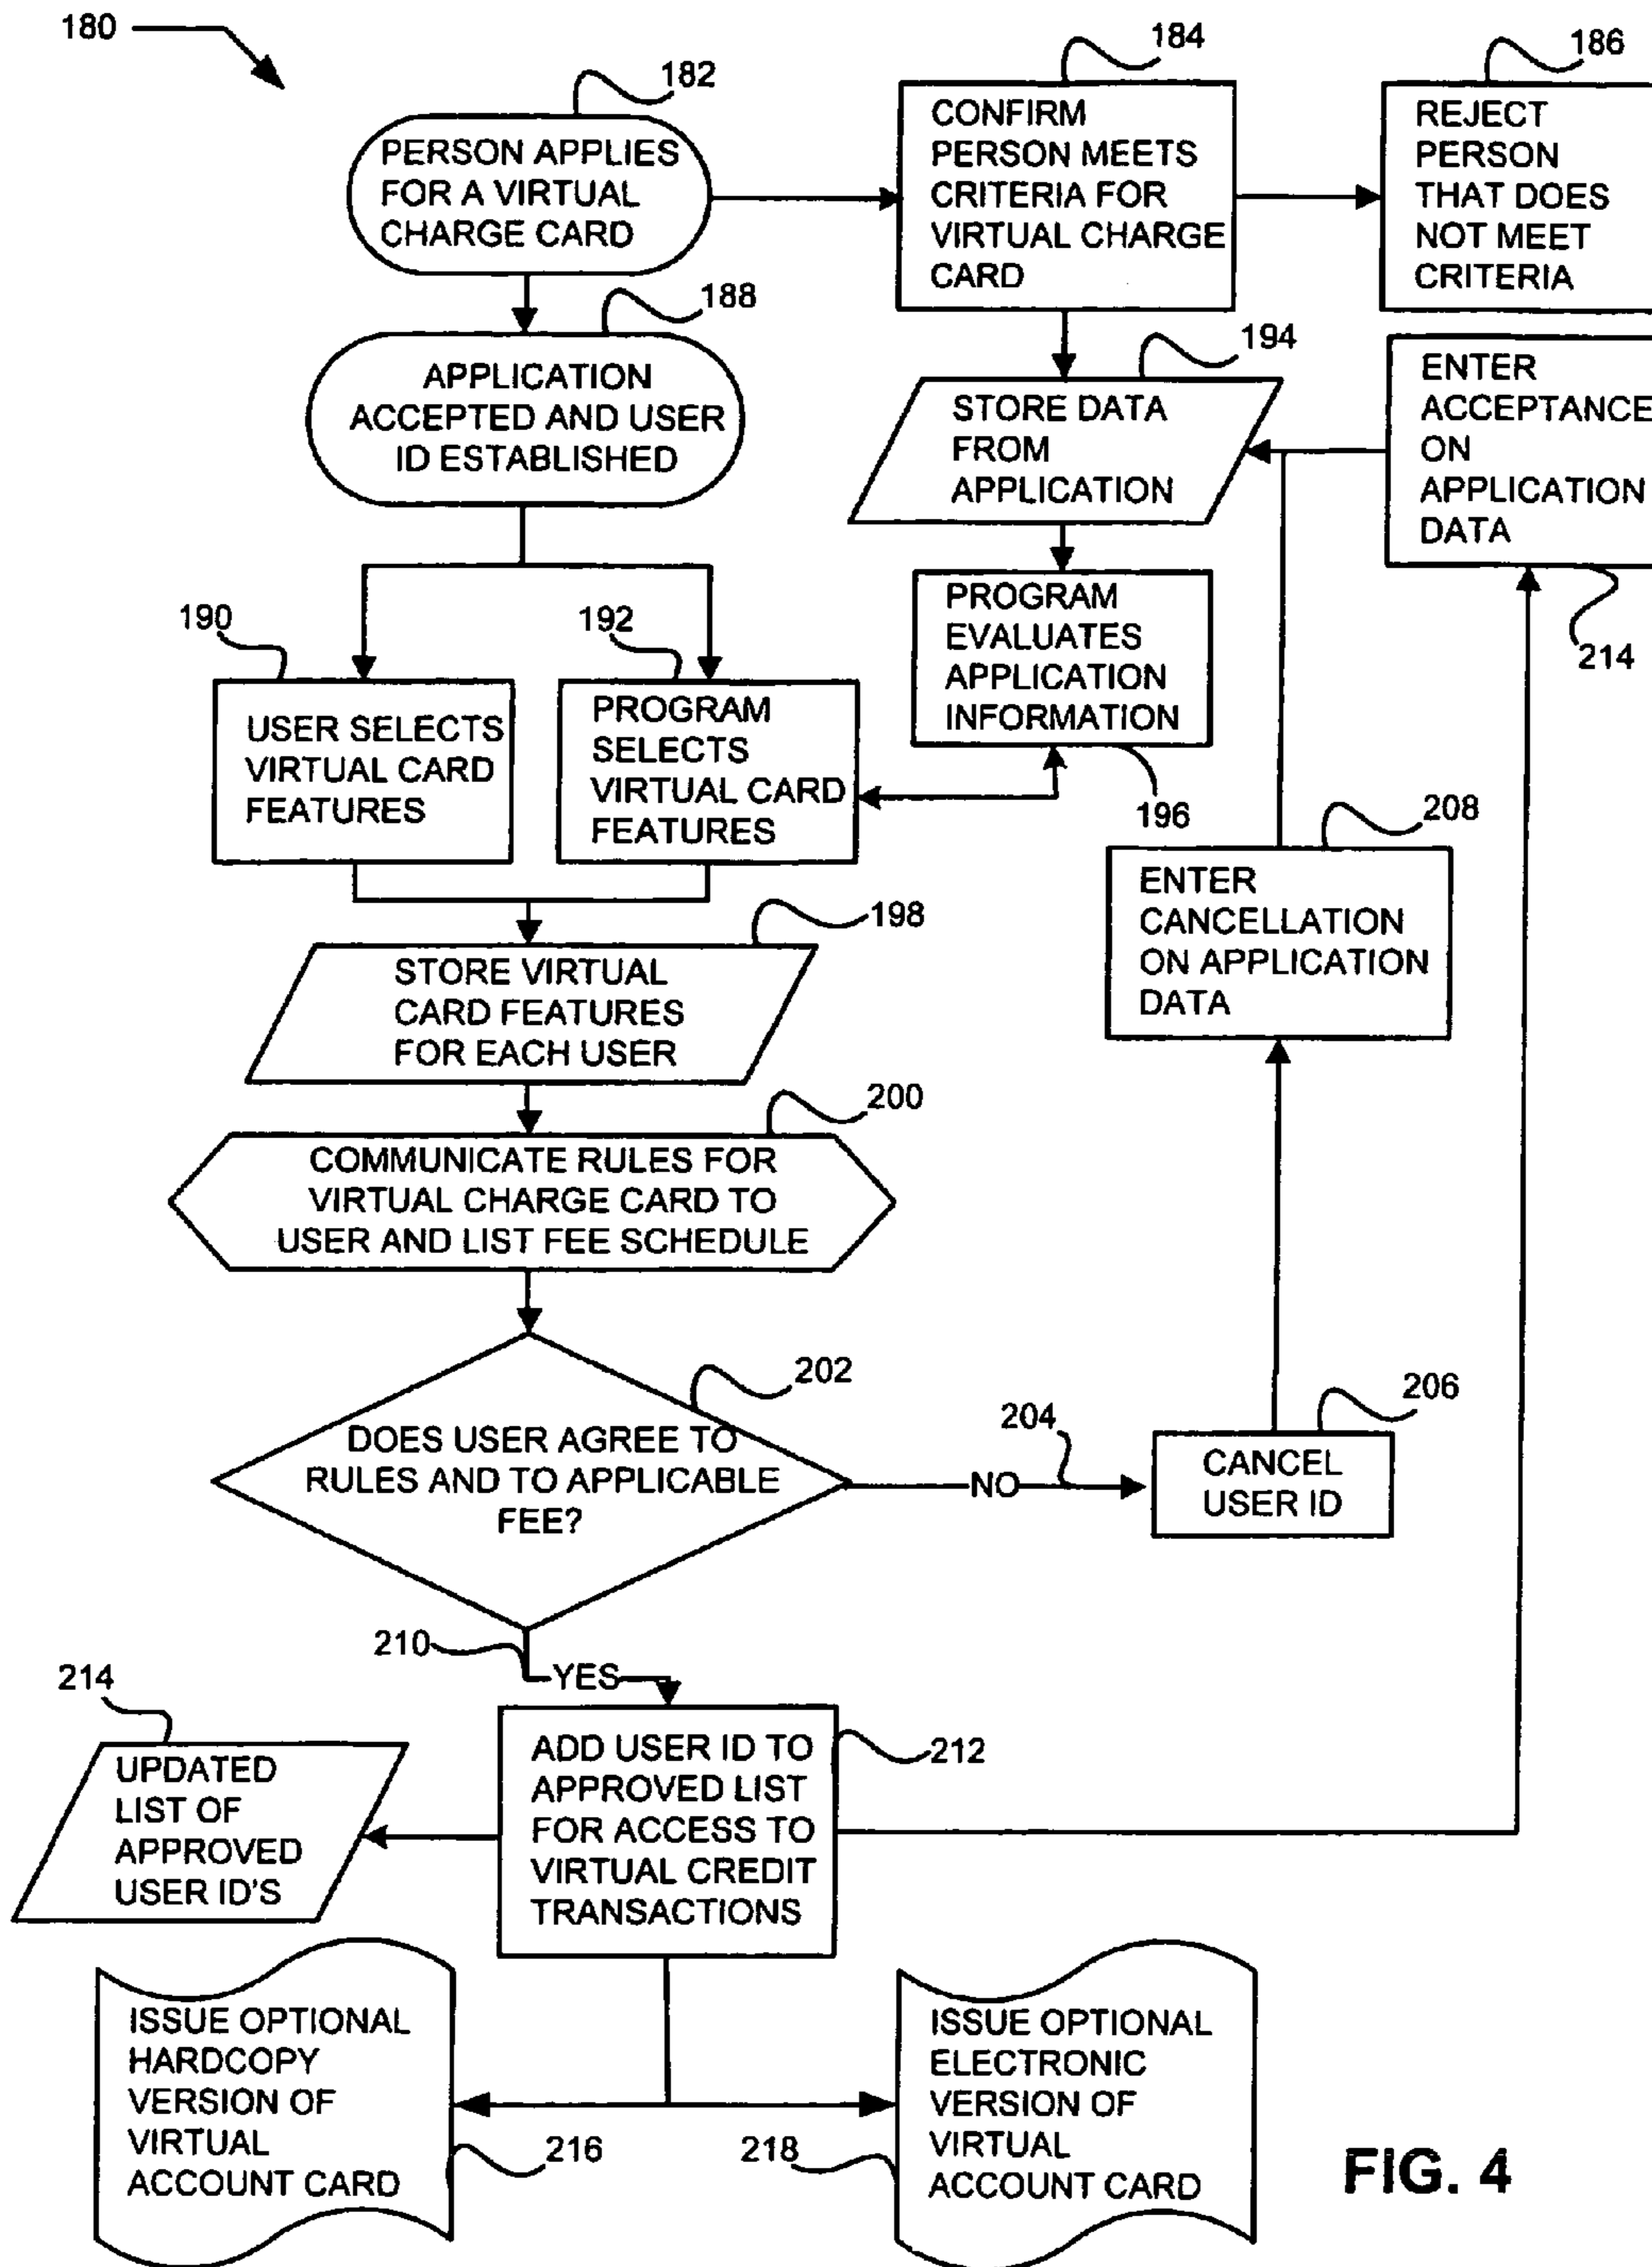 180
182
PERSON APPLIES
FOR A VIRTUAL
CHARGE CARD
184
CONFIRM
PERSON MEETS
CRITERIA FOR
VIRTUAL CHARGE
CARD
186
REJECT
PERSON
THAT DOES
NOT MEET
CRITERIA
188
APPLICATION
ACCEPTED AND USER
ID ESTABLISHED
194
STORE DATA
FROM
APPLICATION
ENTER
ACCEPTANCE
ON
APPLICATION
DATA
214
190
USER SELECTS
VIRTUAL CARD
FEATURES
192
PROGRAM
SELECTS
VIRTUAL CARD
FEATURES
PROGRAM
EVALUATES
APPLICATION
INFORMATION
196
208
ENTER
CANCELLATION
ON APPLICATION
DATA
198
STORE VIRTUAL
CARD FEATURES
FOR EACH USER
200
COMMUNICATE RULES FOR
VIRTUAL CHARGE CARD TO
USER AND LIST FEE SCHEDULE
202
DOES USER AGREE TO
RULES AND TO APPLICABLE
FEE?
204
NO
206
CANCEL
USER ID
210
YES
214
UPDATED
LIST OF
APPROVED
USER ID'S
212
ADD USER ID TO
APPROVED LIST
FOR ACCESS TO
VIRTUAL CREDIT
TRANSACTIONS
ISSUE OPTIONAL
HARDCOPY
VERSION OF
VIRTUAL
ACCOUNT CARD
216
218
ISSUE OPTIONAL
ELECTRONIC
VERSION OF
VIRTUAL
ACCOUNT CARD
FIG. 4